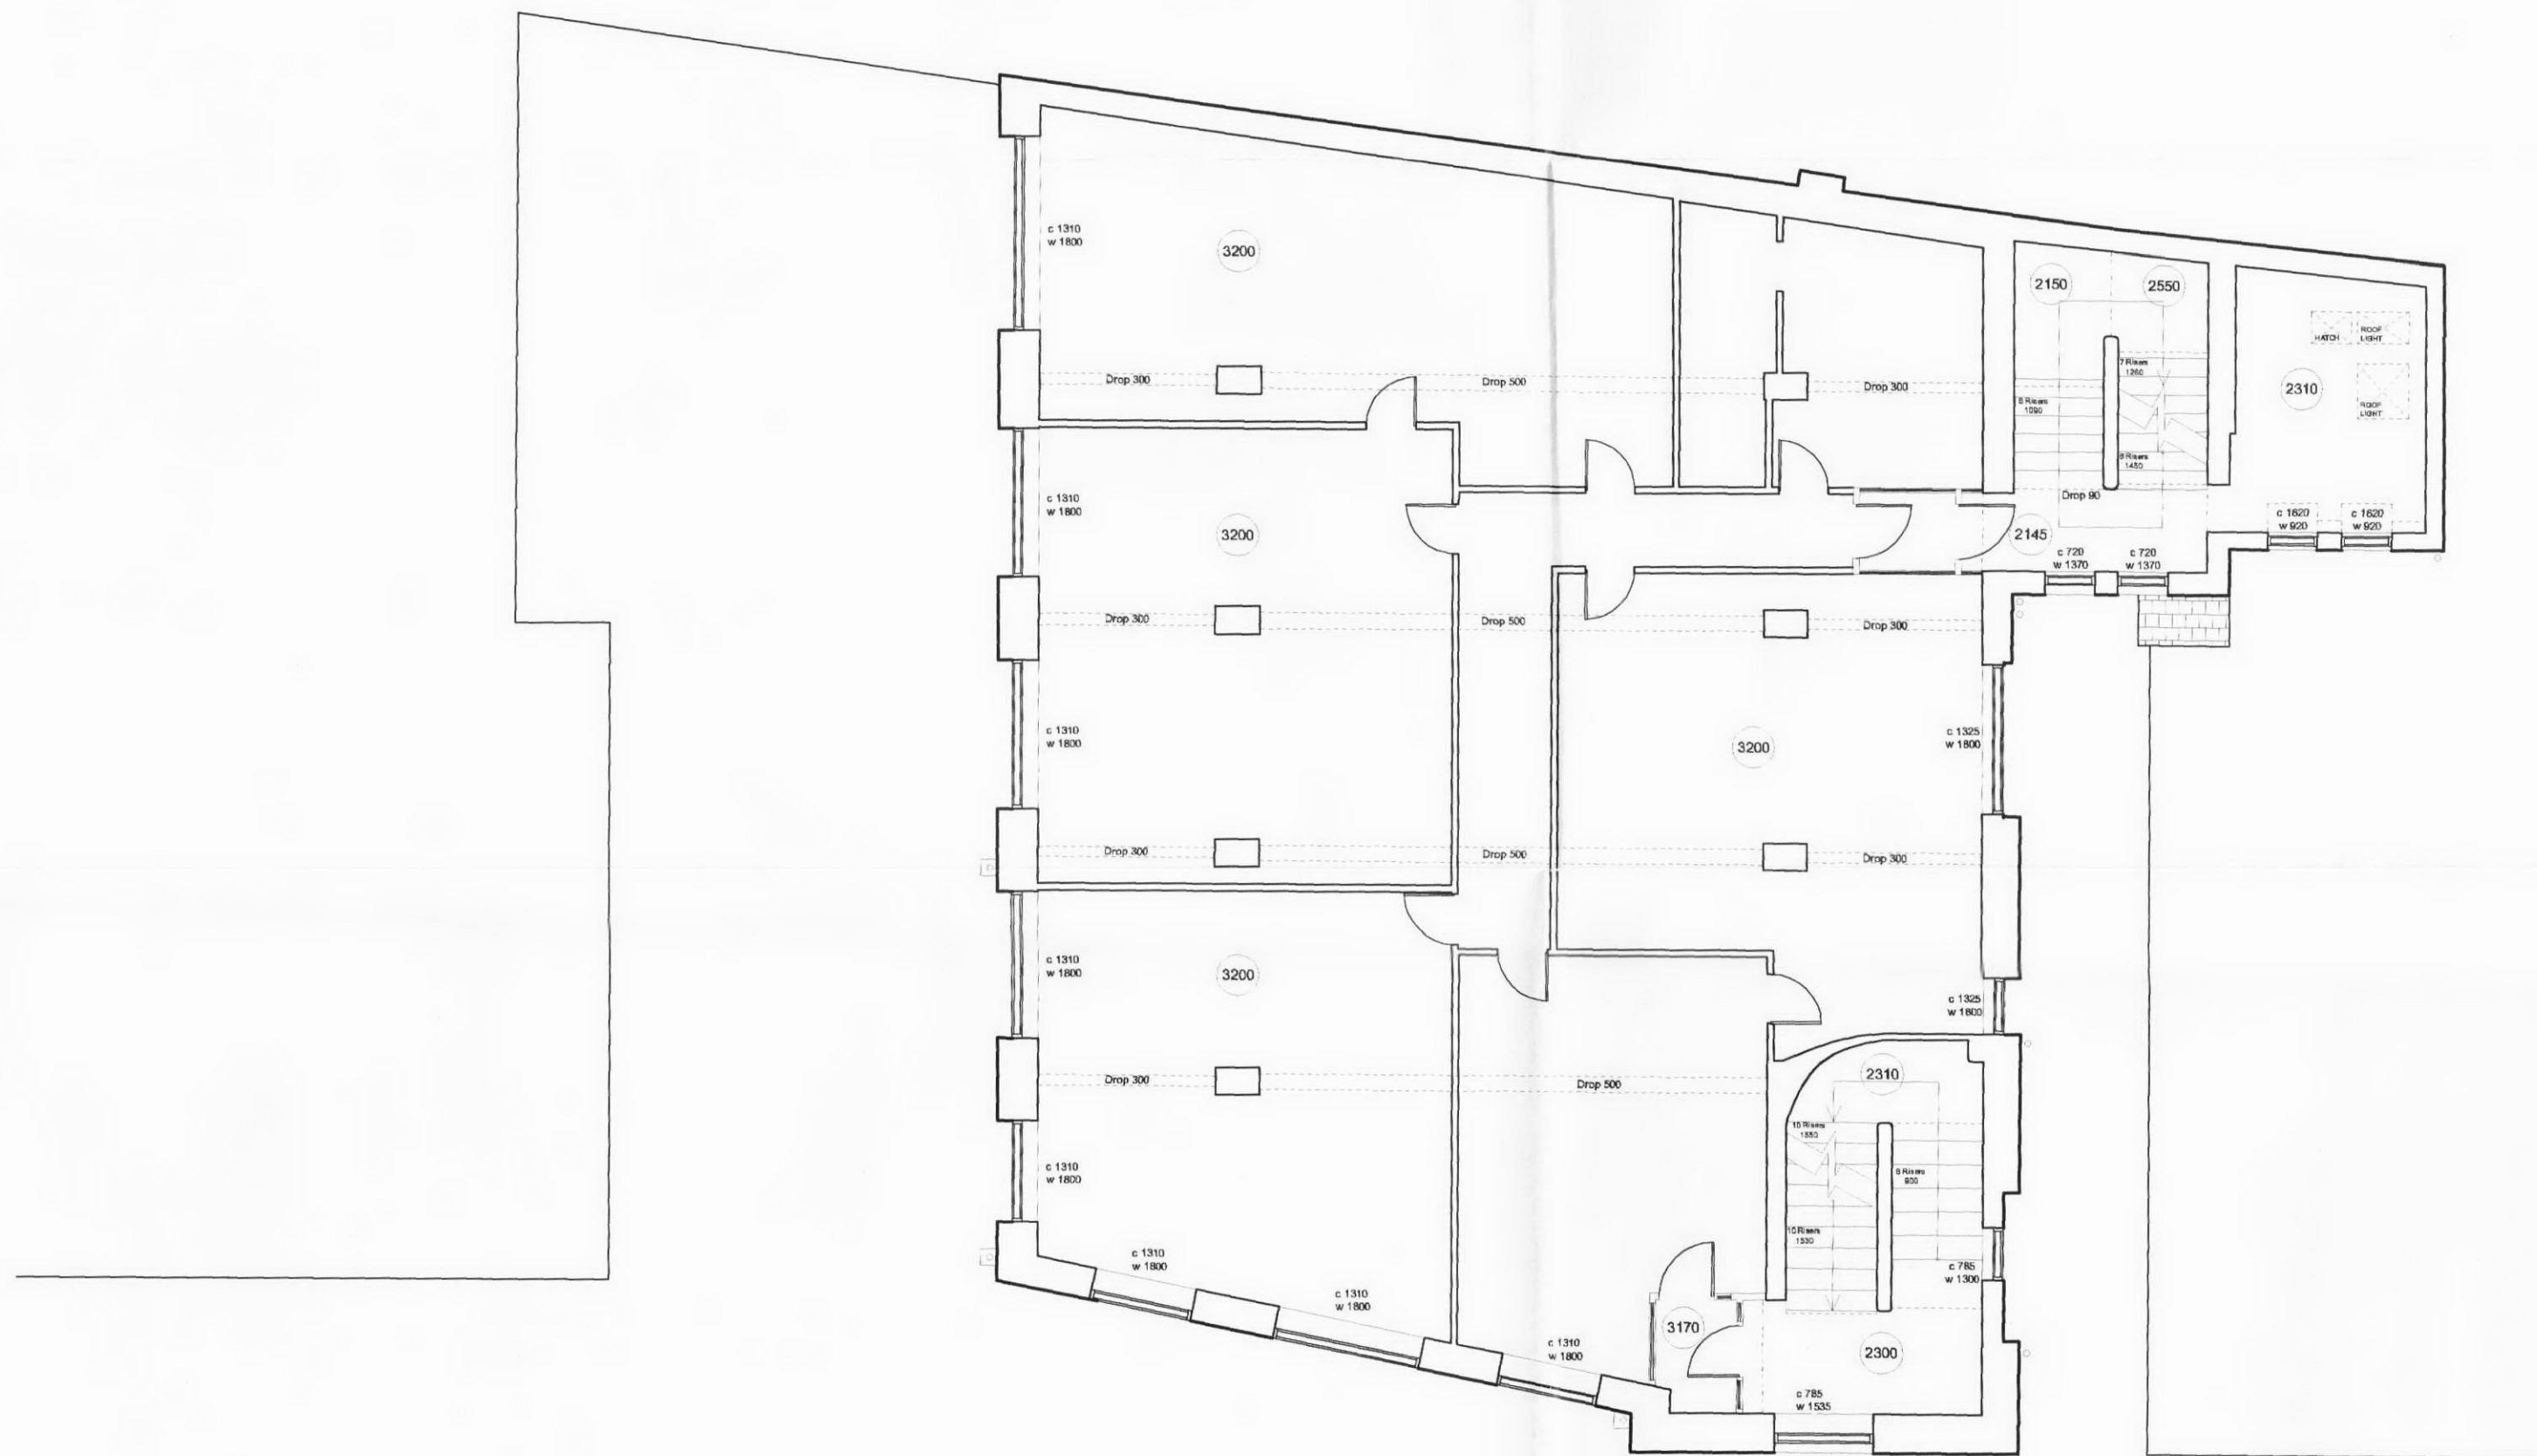 c 1310
w 1800
3200
2150
2550
HATCH
ROOF
LIGHT
7 Risers
1260
Drop 300
Drop 500
Drop 300
2310
6 Risers
1090
ROOF
LIGHT
8 Risers
1450
Drop 90
c 1310
w 1800
3200
2145
c 1620
w 920
c 1620
w 920
c 720
w 1370
c 720
w 1370
Drop 300
Drop 500
Drop 300
c 1310
w 1800
3200
c 1325
w 1800
Drop 300
Drop 500
Drop 300
c 1310
w 1800
3200
c 1325
w 1800
2310
Drop 300
Drop 500
10 Risers
1550
c 1310
w 1800
10 Risers
1530
c 1310
w 1800
c 785
w 1300
c 1310
w 1800
3170
c 1310
w 1800
2300
c 785
w 1535